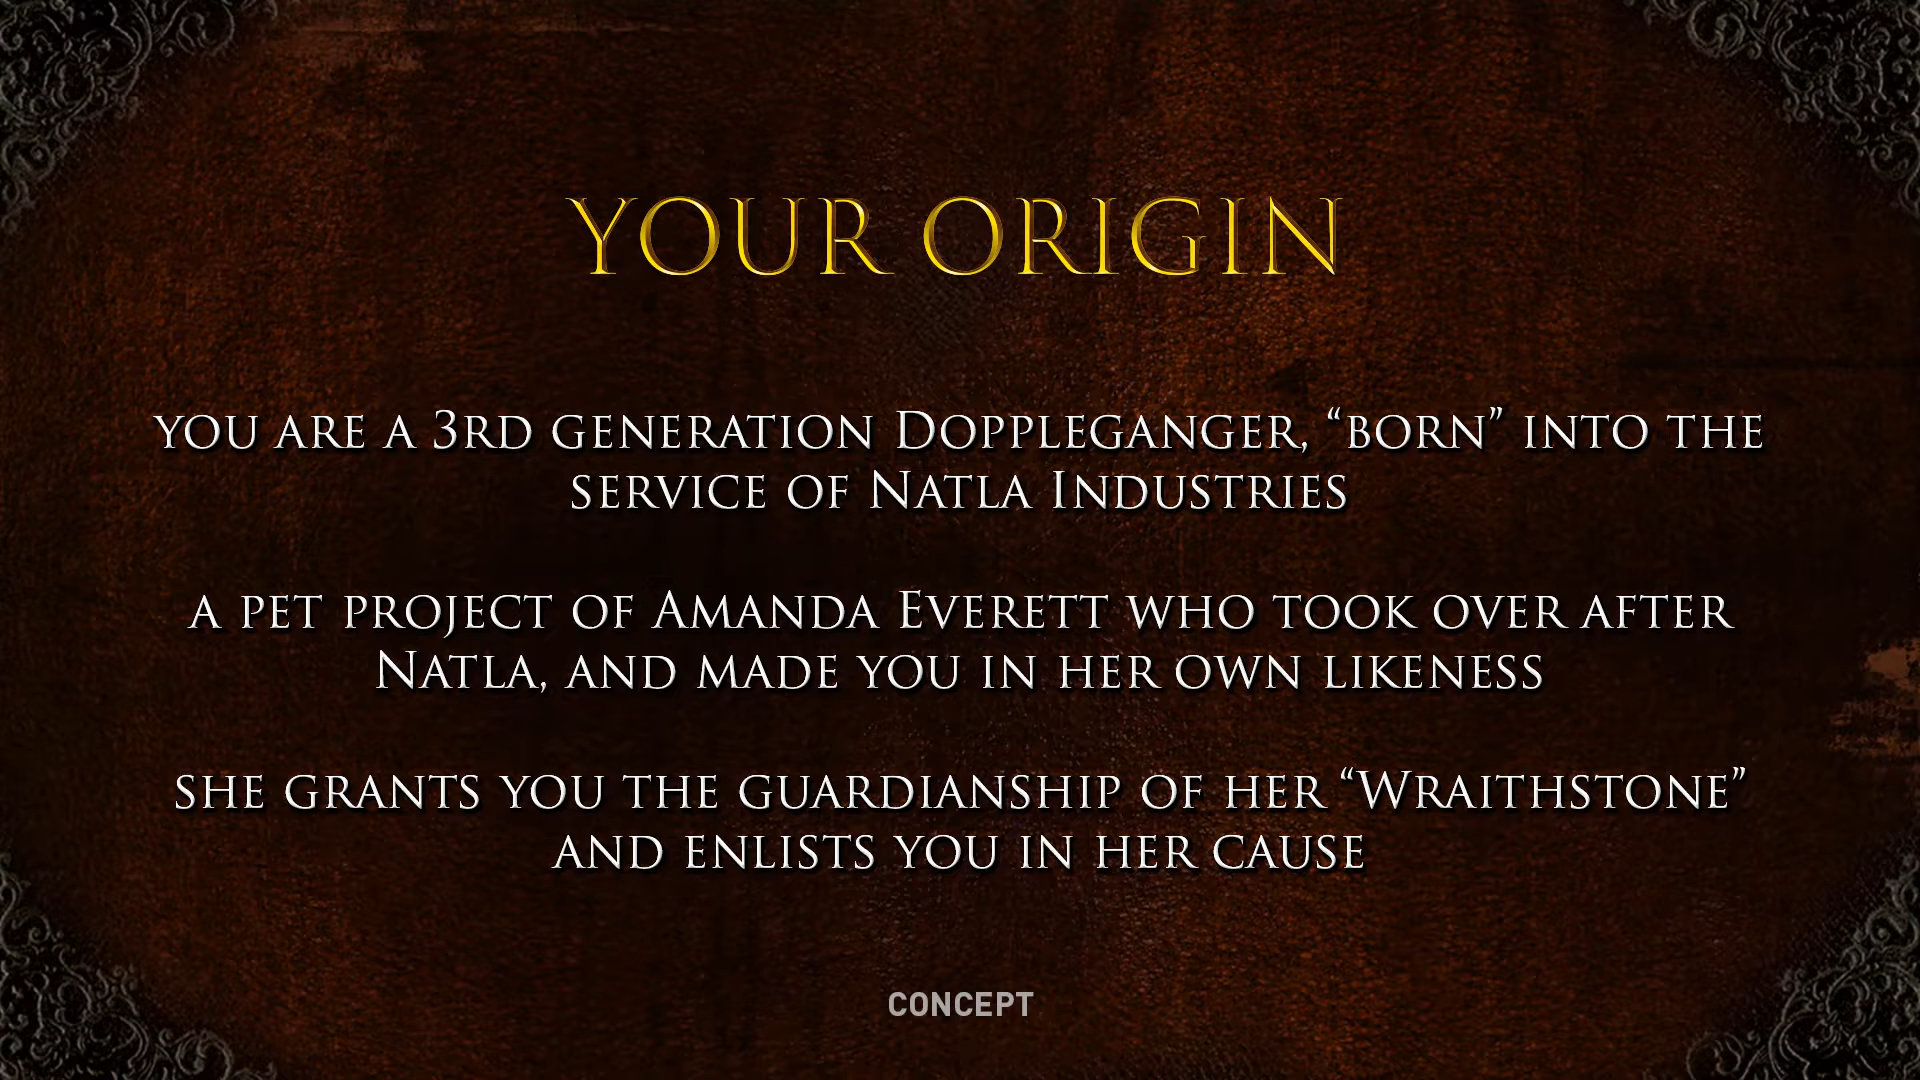 YOUR ORIGIN
YOU ARE A 3RD GENERATION DOPPLEGANGER, “BORN” INTO THE
SERVICE OF NATLA INDUSTRIES
A PET PROJECT OF AMANDA EVERETT WHO TOOK OVER AFTER
NATLA, AND MADE YOU IN HER OWN LIKENESS
SHE GRANTS YOU THE GUARDIANSHIP OF HER “WRAITHSTONE”
AND ENLISTS YOU IN HER CAUSE
CONCEPT